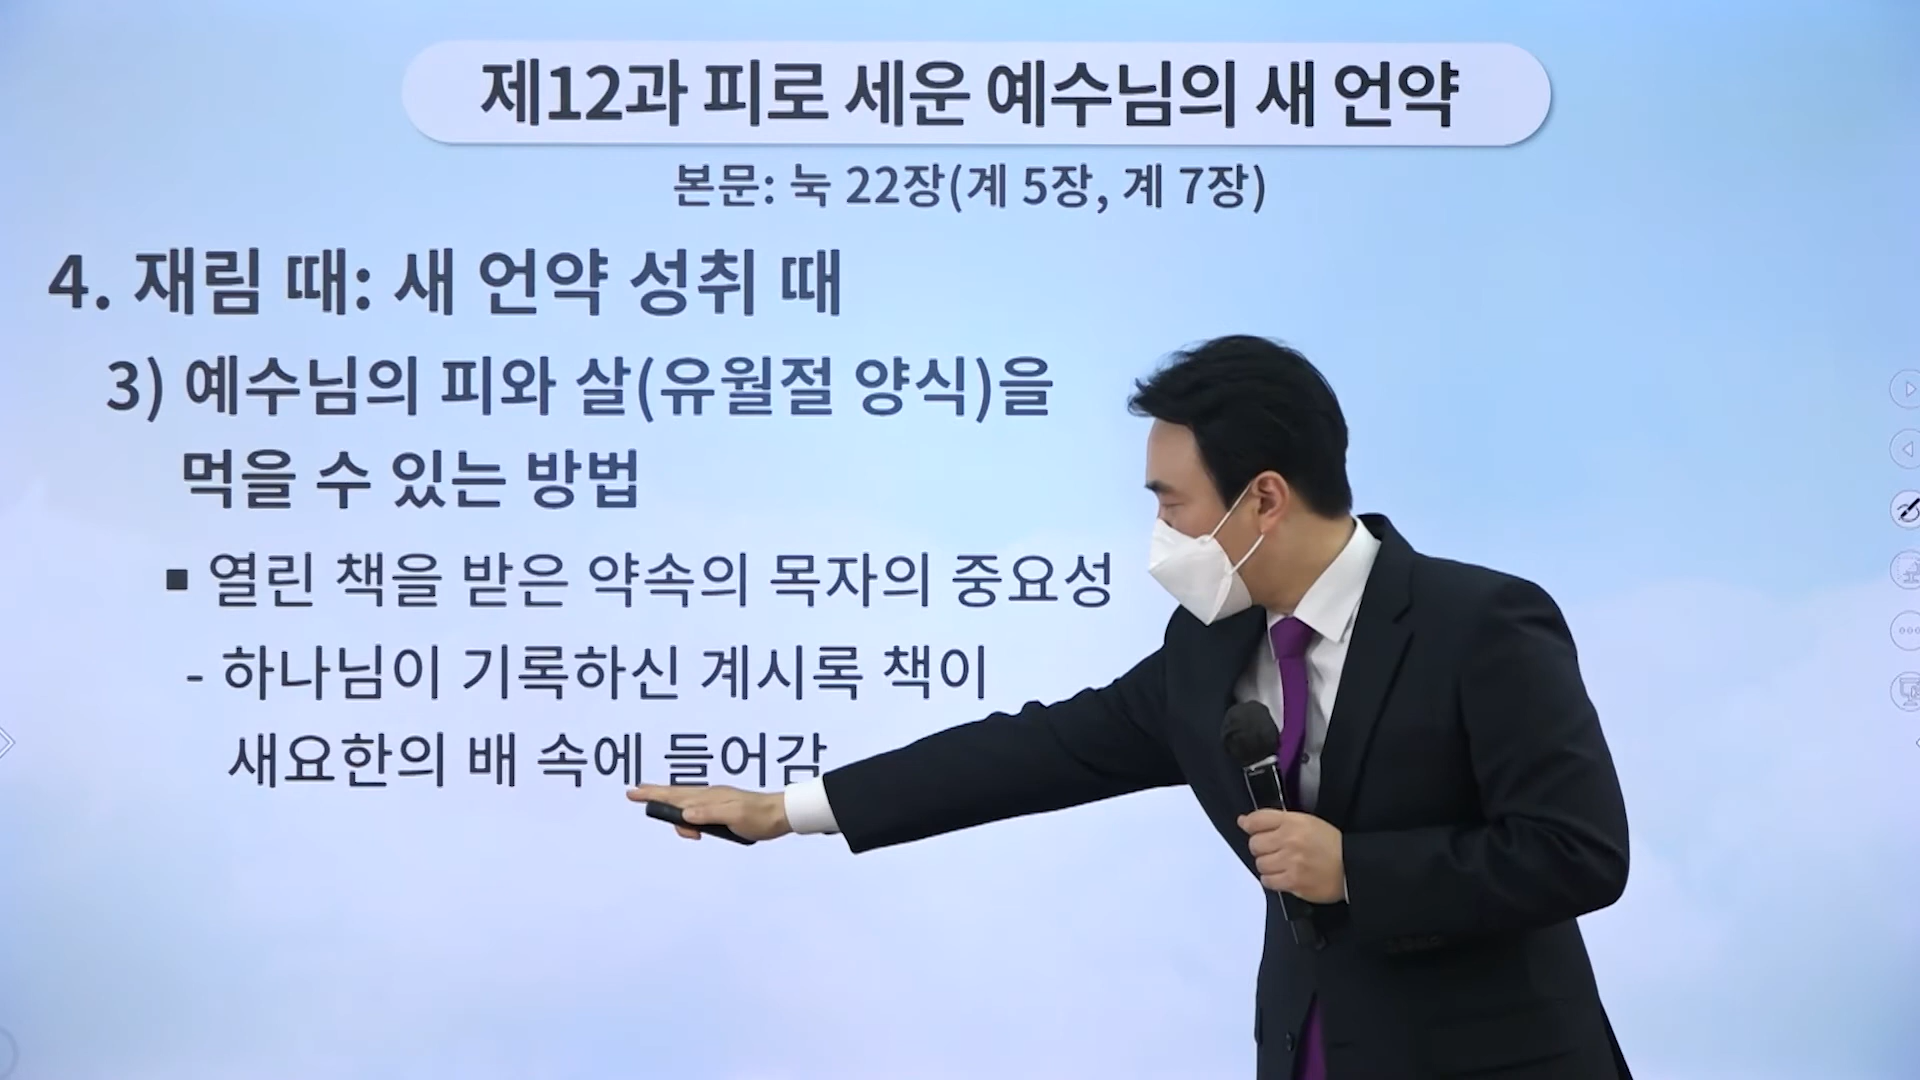 제12과 피로 세운 예수님의 새 언약
본문: 눅 22장(계 5장, 계 7장)
4. 재림 때: 새 언약 성취 때
3) 예수님의 피와 살(유월절 양식)을
먹을 수 있는 방법
▪ 열린 책을 받은 약속의 목자의 중요성
- 하나님이 기록하신 계시록 책이
새요한의 배 속에 들어감